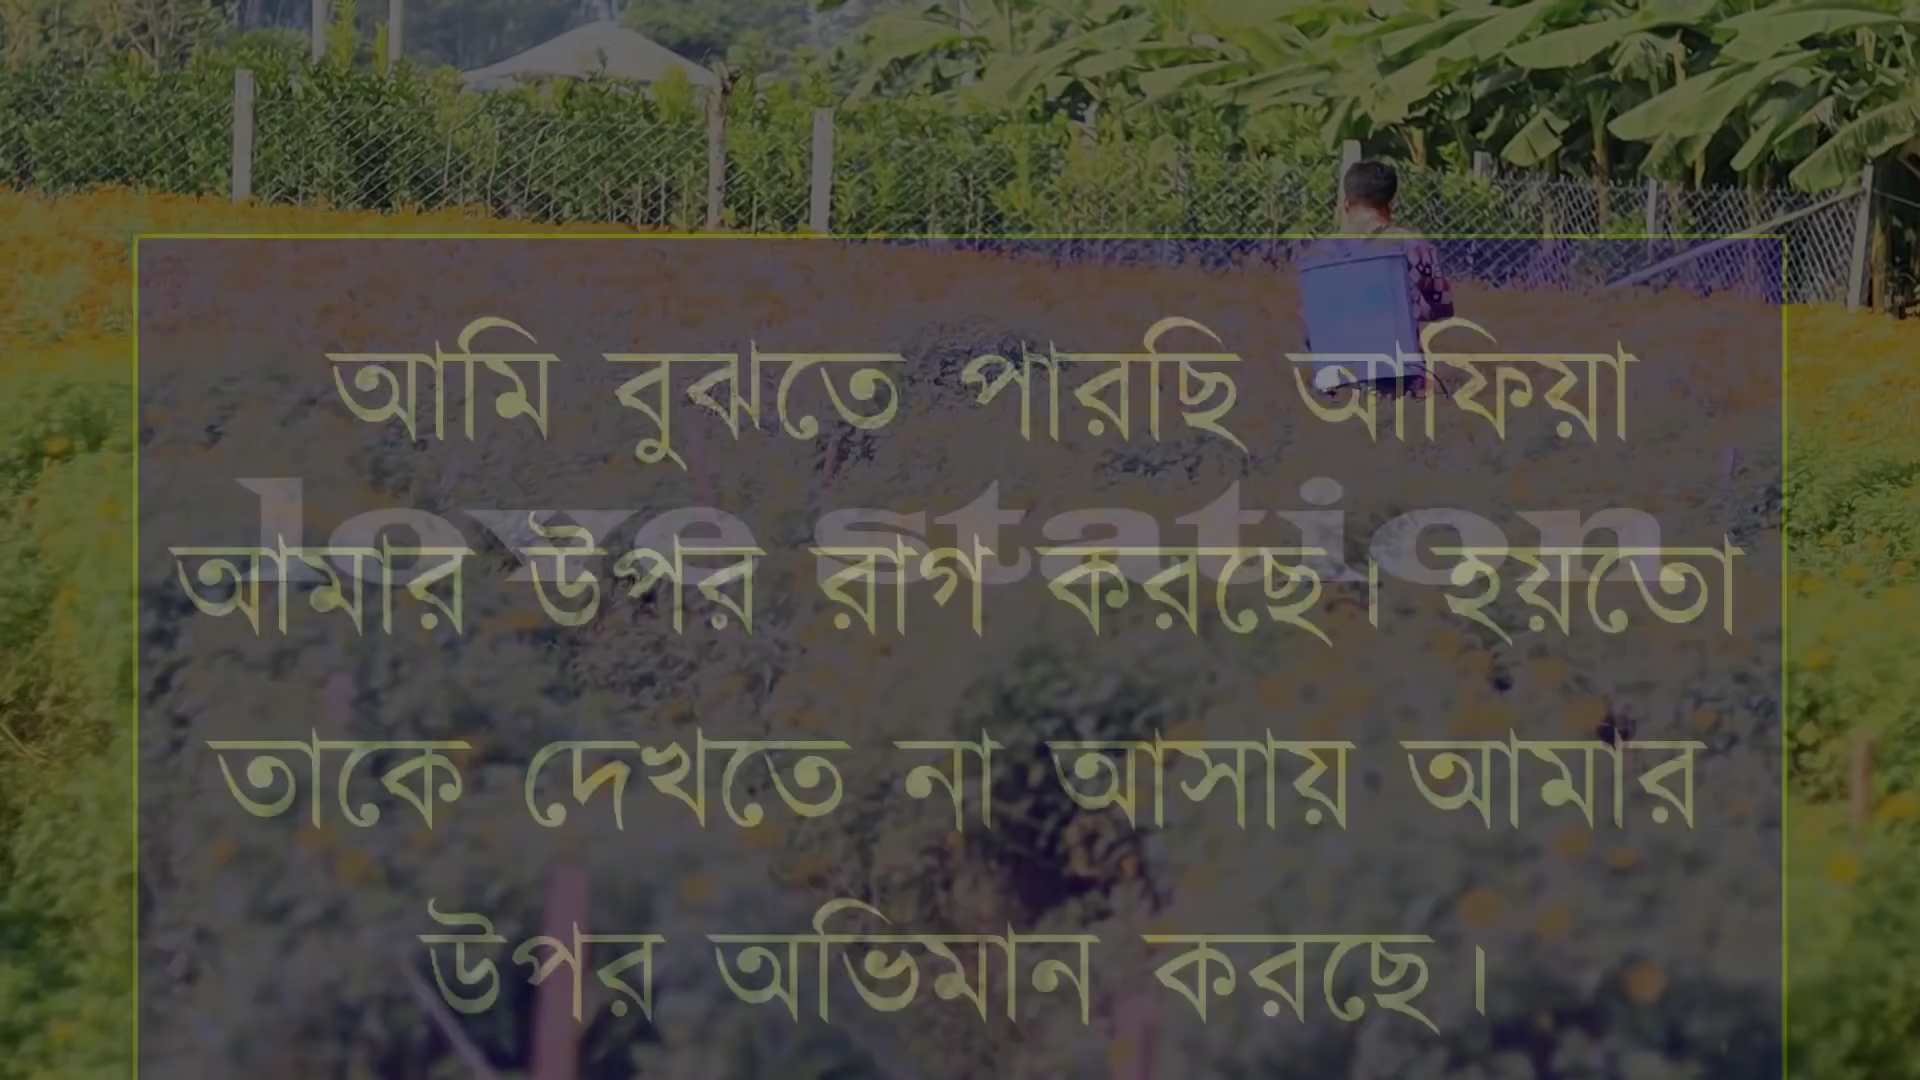 আমি বুঝতে পারছি আফিয়া
love station
আমার উপর রাগ করছে। হয়তো
তাকে দেখতে না আসায় আমার
উপর অভিমান করছে।